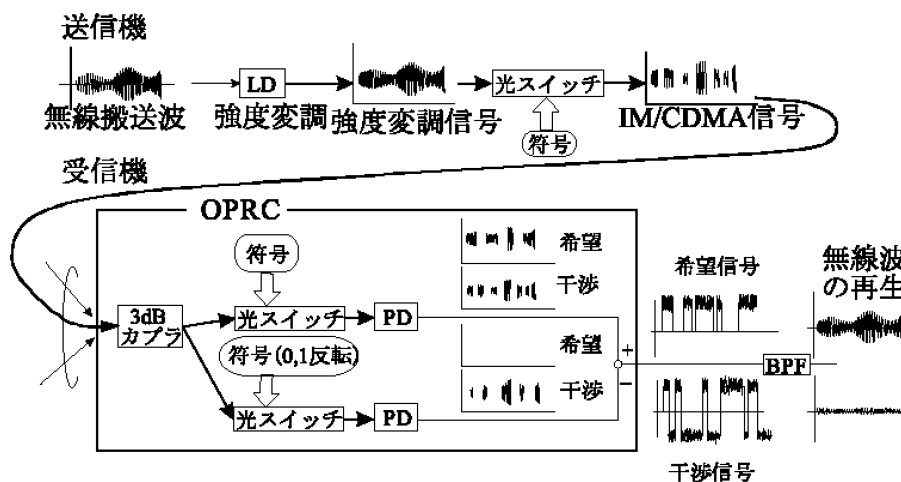 送信機
LD
光スイッチ
無線搬送波
強度変調
強度変調信号
符号
IM/CDMA信号
受信機
OPRC
符号
希望
干渉
希望信号
無線波
の再生
3dB
カプラ
光スイッチ
PD
符号(0,1反転)
希望
干渉
+
−
BPF
光スイッチ
PD
干渉信号